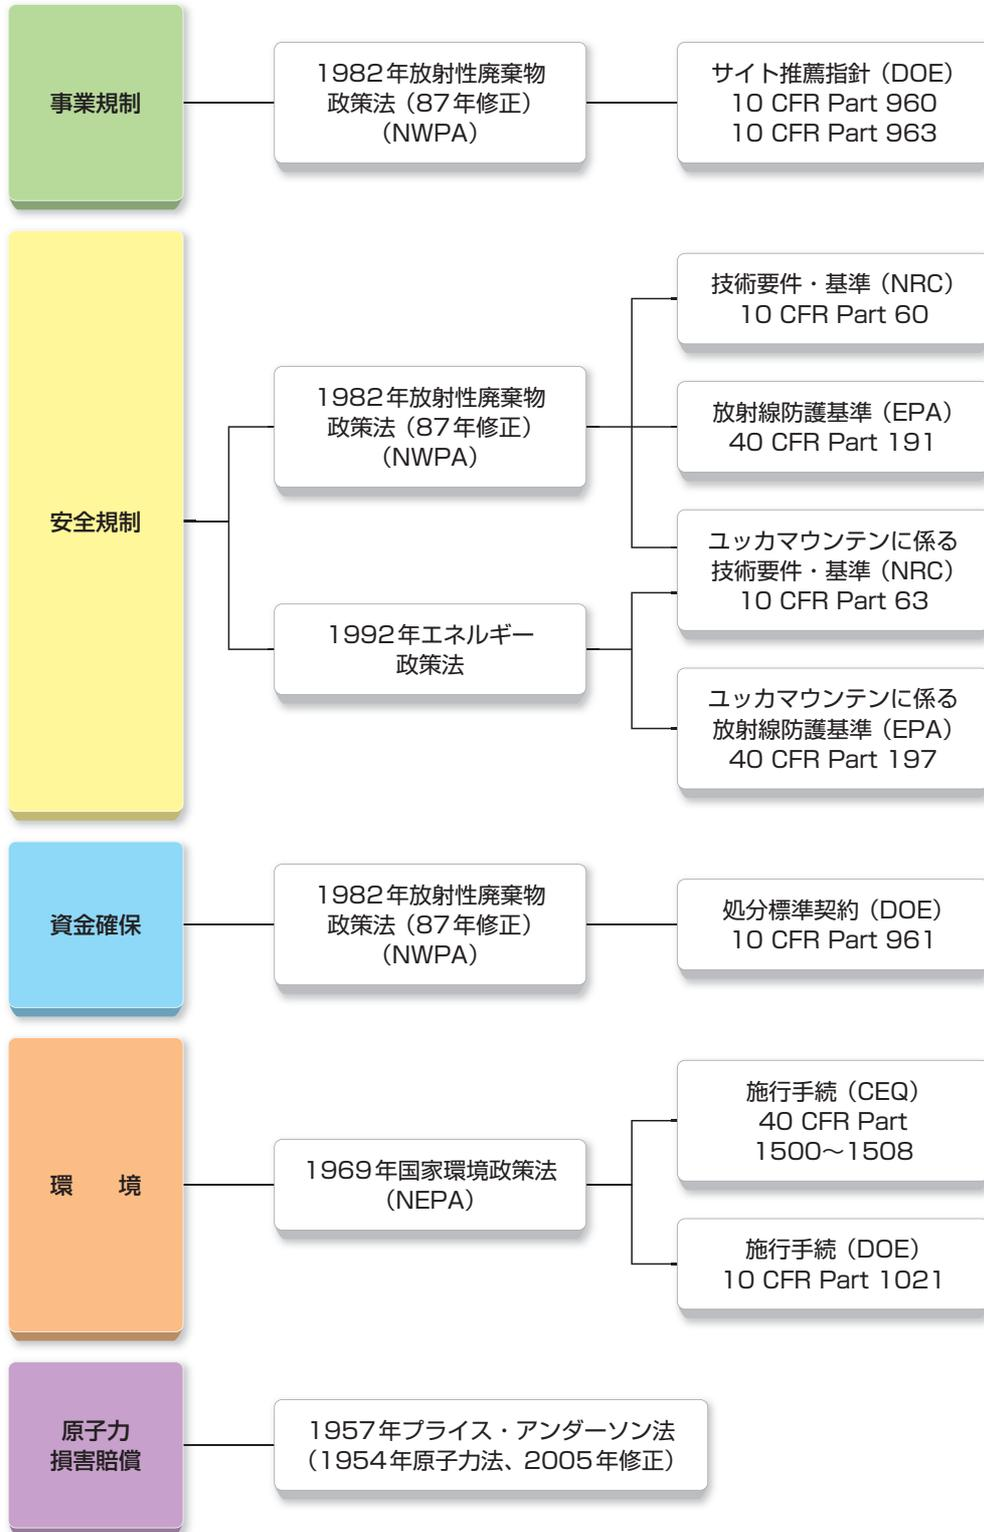 事業規制
1982年放射性廃棄物
政策法（87年修正）
（NWPA）
サイト推薦指針（DOE）
10 CFR Part 960
10 CFR Part 963
安全規制
1982年放射性廃棄物
政策法（87年修正）
（NWPA）
技術要件・基準（NRC）
10 CFR Part 60
放射線防護基準（EPA）
40 CFR Part 191
ユッカマウンテンに係る
技術要件・基準（NRC）
10 CFR Part 63
1992年エネルギー
政策法
ユッカマウンテンに係る
放射線防護基準（EPA）
40 CFR Part 197
資金確保
1982年放射性廃棄物
政策法（87年修正）
（NWPA）
処分標準契約（DOE）
10 CFR Part 961
環　　境
1969年国家環境政策法
（NEPA）
施行手続（CEQ）
40 CFR Part
1500～1508
施行手続（DOE）
10 CFR Part 1021
原子力
損害賠償
1957年プライス・アンダーソン法
（1954年原子力法、2005年修正）